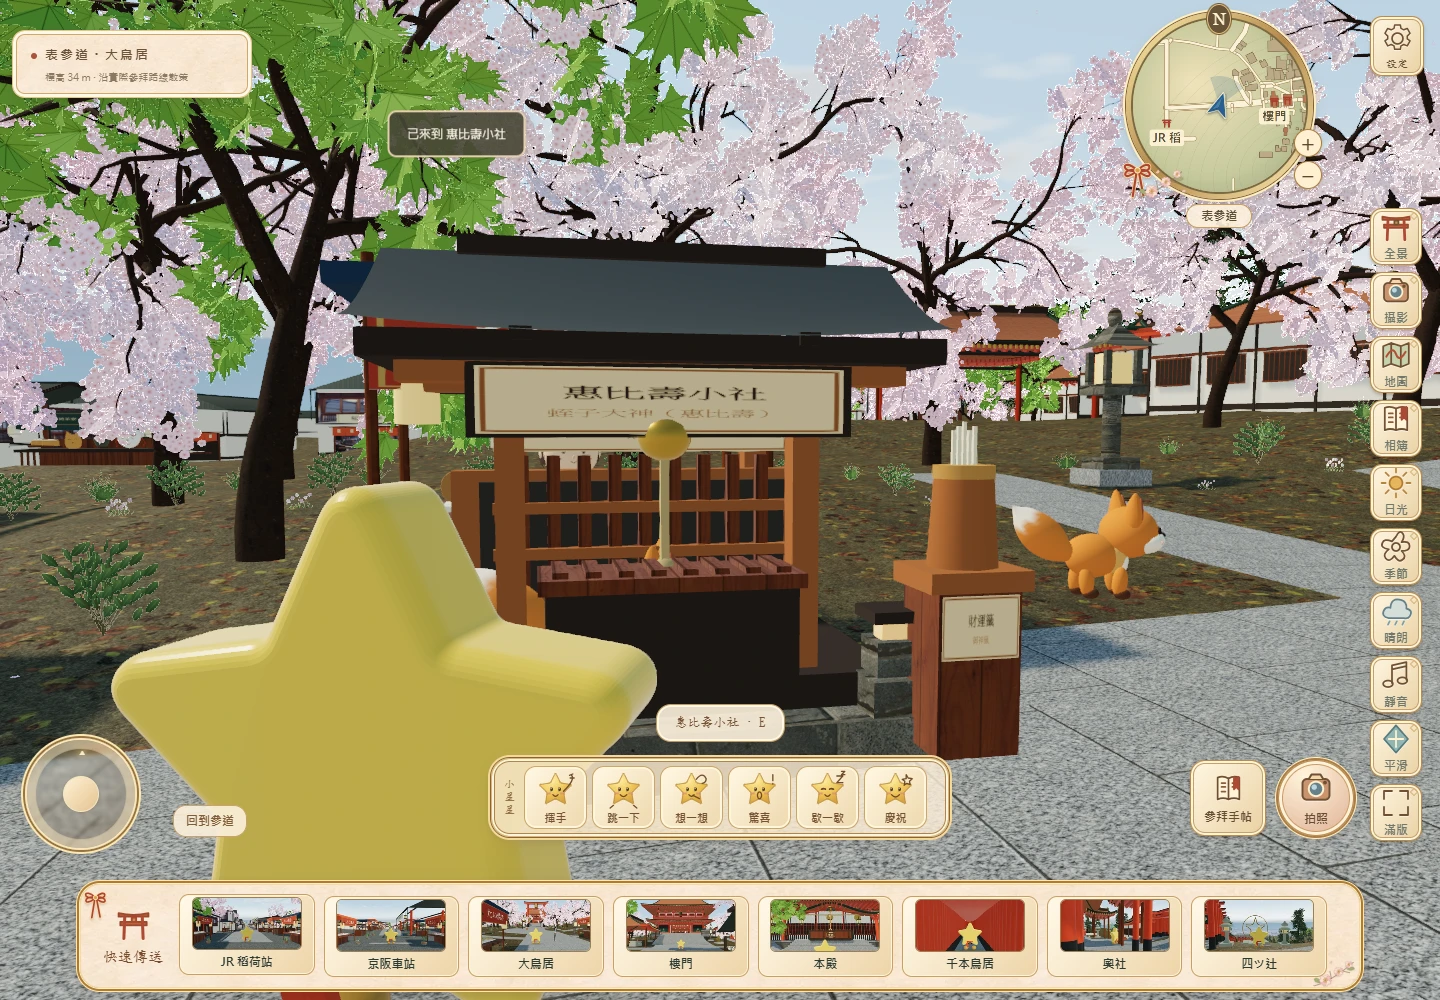 表參道・大鳥居
標高 34 m・沿實際參拜路線散策
已來到 惠比壽小社
N
設定
樓門
JR 稻
+
−
表參道
全景
攝影
地圖
相簿
日光
季節
晴朗
靜音
平滑
滿版
惠比壽小社
蛭子大神（惠比壽）
財運籤
惠比壽小社 · E
小星星
揮手
跳一下
想一想
驚喜
歇一歇
慶祝
回到參道
參拜手帖
拍照
快速傳送
JR 稻荷站
京阪車站
大鳥居
樓門
本殿
千本鳥居
奧社
四ツ辻